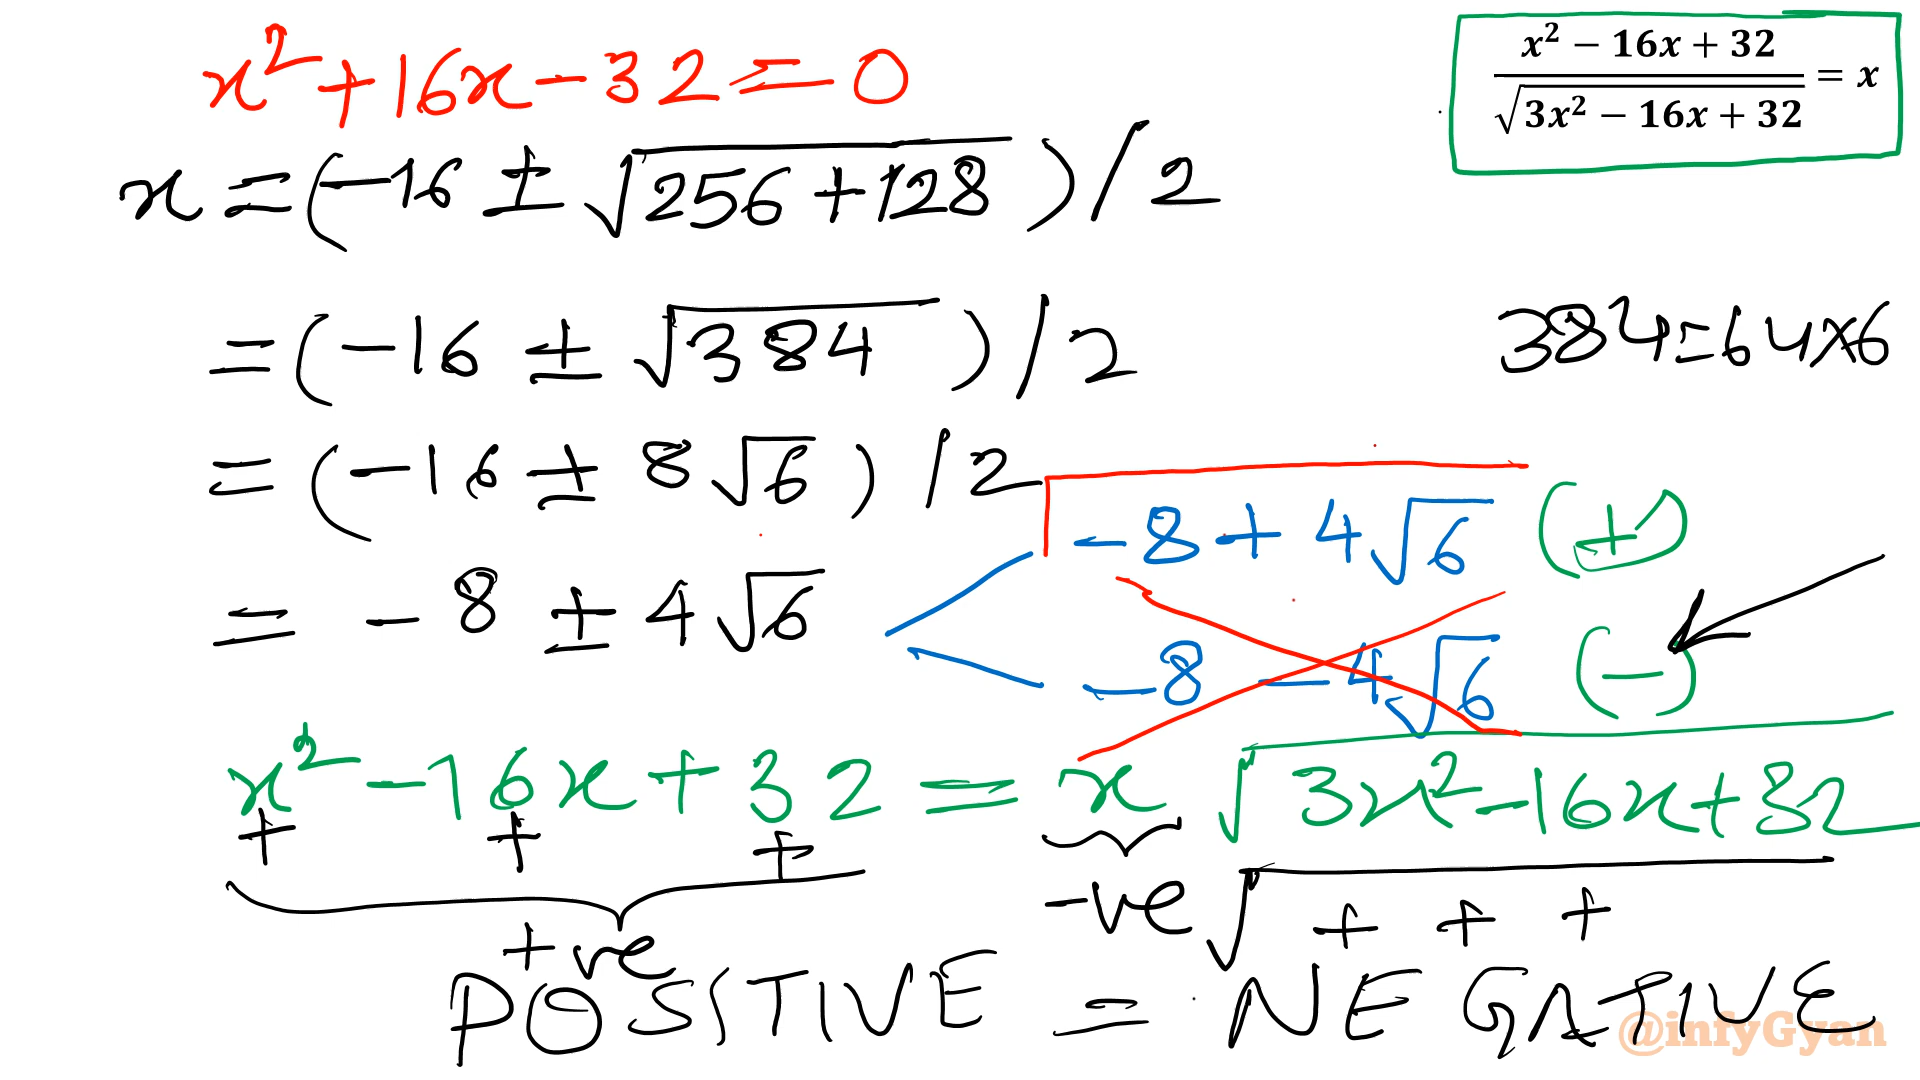 x² + 16x - 32 = 0
x² − 16x + 32
√3x² − 16x + 32
= x
x = (-16 ± √256 + 128 ) / 2
= (-16 ± √384 ) / 2
384 = 64 × 6
= (-16 ± 8√6 ) / 2
-8 + 4√6 (+)
= -8 ± 4√6
-8 - 4√6 (-)
x² - 16x + 32 = x √3x² - 16x + 32
+ + +
-ve √+ + +
+ve
POSITIVE = NEGATIVE
@infyGyan